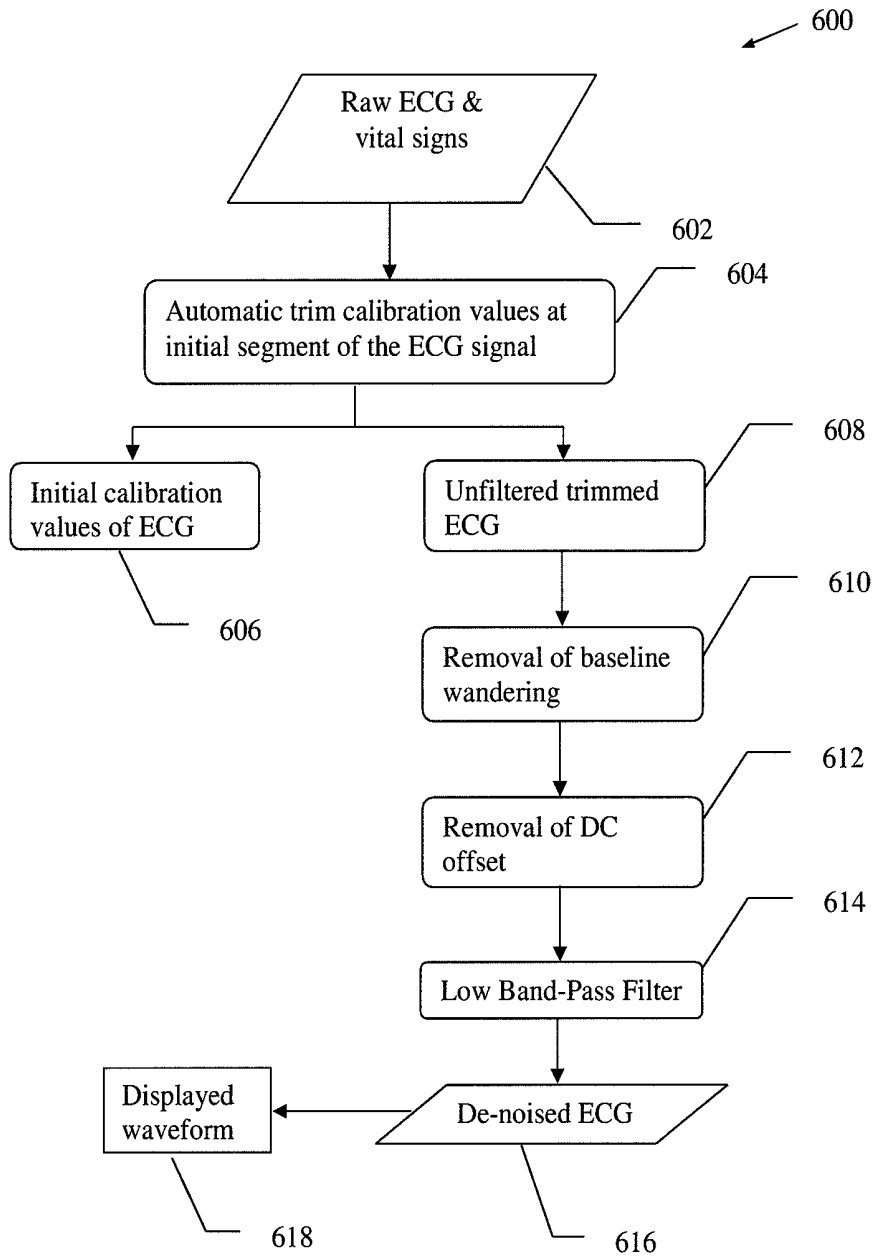 600
Raw ECG &
vital signs
602
604
Automatic trim calibration values at
initial segment of the ECG signal
608
Initial calibration
values of ECG
Unfiltered trimmed
ECG
606
610
Removal of baseline
wandering
612
Removal of DC
offset
614
Low Band-Pass Filter
Displayed
waveform
De-noised ECG
618
616